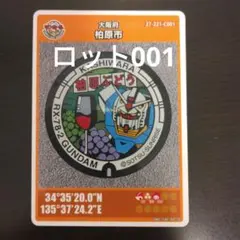 大阪府
柏原市
27-221-C001
ロット001
KASHIWARA
柏原ぶどう
RX-78-2 GUNDAM
©SOTSU・SUNRISE
34°35'20.0"N
135°37'24.2"E